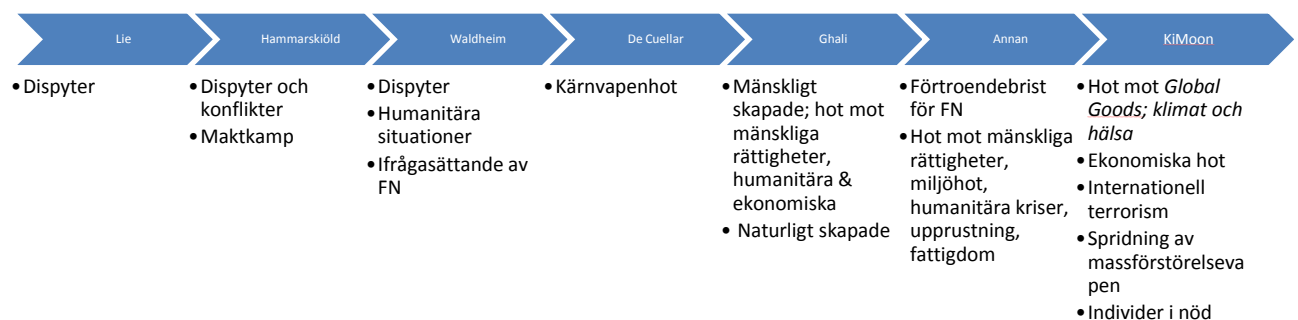 Lie
Hammarskiöld
Waldheim
De Cuellar
Ghali
Annan
KiMoon
•Dispyter
•Dispyter och
konflikter
•Maktkamp
•Dispyter
•Humanitära
situationer
•Ifrågasättande av
FN
•Kärnvapenhot
•Mänskligt
skapade; hot mot
mänskliga
rättigheter,
humanitära &
ekonomiska
• Naturligt skapade
•Förtroendebrist
för FN
•Hot mot mänskliga
rättigheter,
miljöhot,
humanitära kriser,
upprustning,
fattigdom
•Hot mot Global
Goods; klimat och
hälsa
•Ekonomiska hot
•Internationell
terrorism
•Spridning av
massförstörelseva
pen
•Individer i nöd